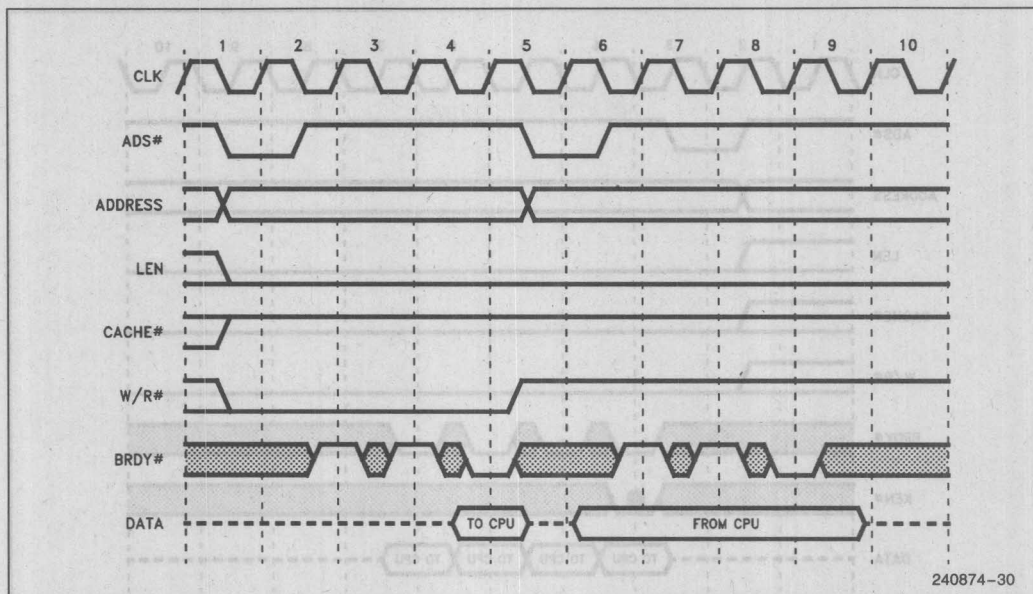 1 2 3 4 5 6 7 8 9 10
CLK
ADS#
ADDRESS
LEN
CACHE#
W/R#
BRDY#
DATA TO CPU FROM CPU
240874-30